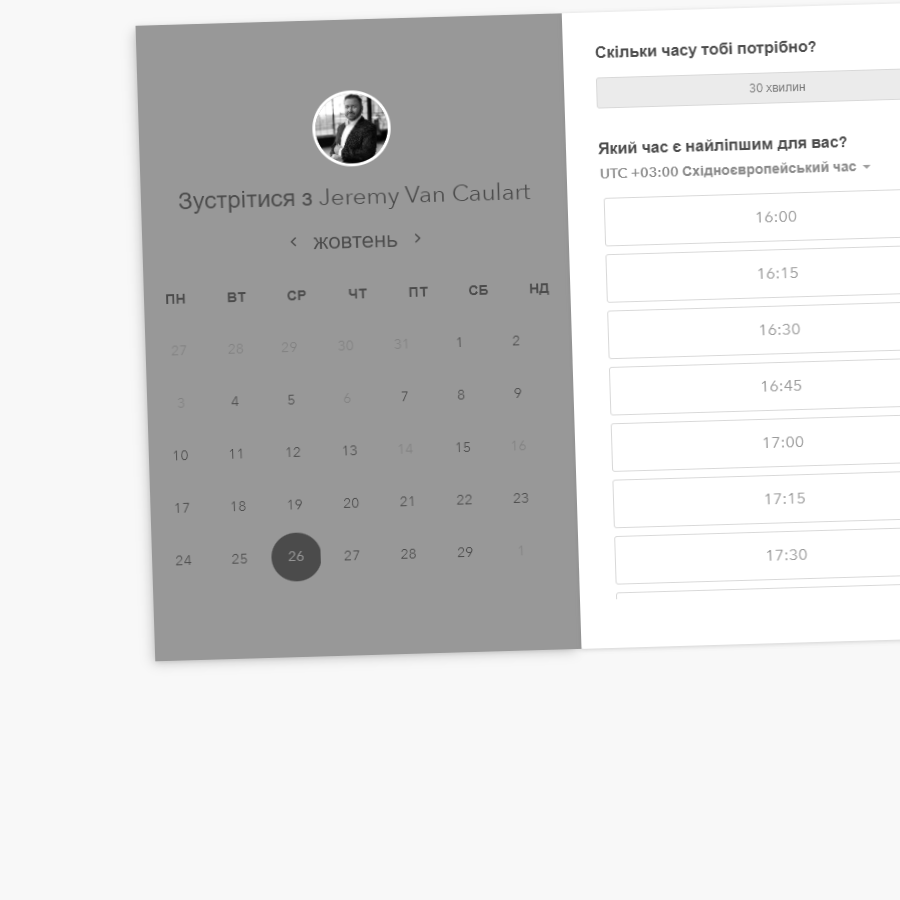 Зустрітися з Jeremy Van Caulart
‹ жовтень ›
ПН ВТ СР ЧТ ПТ СБ НД
27 28 29 30 31 1 2
3 4 5 6 7 8 9
10 11 12 13 14 15 16
17 18 19 20 21 22 23
24 25 26 27 28 29 1
Скільки часу тобі потрібно?
30 хвилин
Який час є найліпшим для вас?
UTC +03:00 Східноєвропейський час
16:00
16:15
16:30
16:45
17:00
17:15
17:30